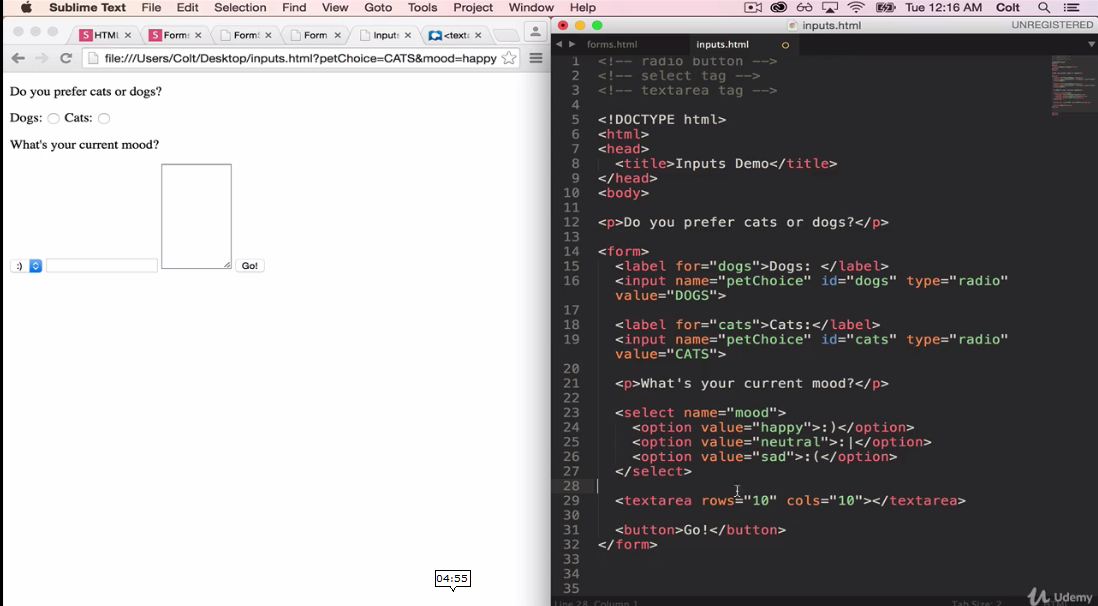 Sublime Text File Edit Selection Find View Goto Tools Project Window Help Tue 12:16 AM Colt
HTML Forms Form Form Inputs <texta
inputs.html UNREGISTERED
forms.html inputs.html
file:///Users/Colt/Desktop/inputs.html?petChoice=CATS&mood=happy
Do you prefer cats or dogs?
Dogs: Cats:
What's your current mood?
:) Go!
1 <!-- radio button -->
2 <!-- select tag -->
3 <!-- textarea tag -->
4
5 <!DOCTYPE html>
6 <html>
7 <head>
8 <title>Inputs Demo</title>
9 </head>
10 <body>
11
12 <p>Do you prefer cats or dogs?</p>
13
14 <form>
15 <label for="dogs">Dogs: </label>
16 <input name="petChoice" id="dogs" type="radio"
value="DOGS">
17
18 <label for="cats">Cats:</label>
19 <input name="petChoice" id="cats" type="radio"
value="CATS">
20
21 <p>What's your current mood?</p>
22
23 <select name="mood">
24 <option value="happy">:)</option>
25 <option value="neutral">:|</option>
26 <option value="sad">:(</option>
27 </select>
28
29 <textarea rows="10" cols="10"></textarea>
30
31 <button>Go!</button>
32 </form>
33
34
35
04:55
Line 28, Column 1 Tab Size: 2 HTML
Udemy